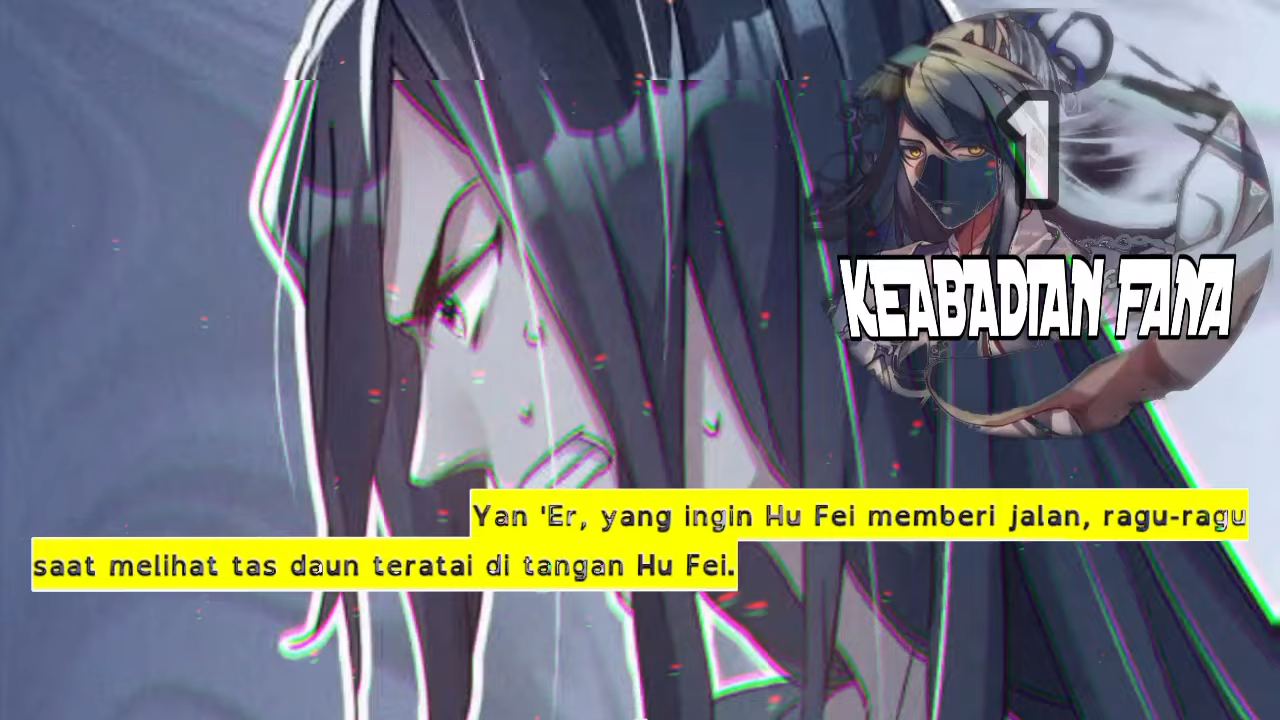 1
KEABADIAN FANA
Yan 'Er, yang ingin Hu Fei memberi jalan, ragu-ragu
saat melihat tas daun teratai di tangan Hu Fei.